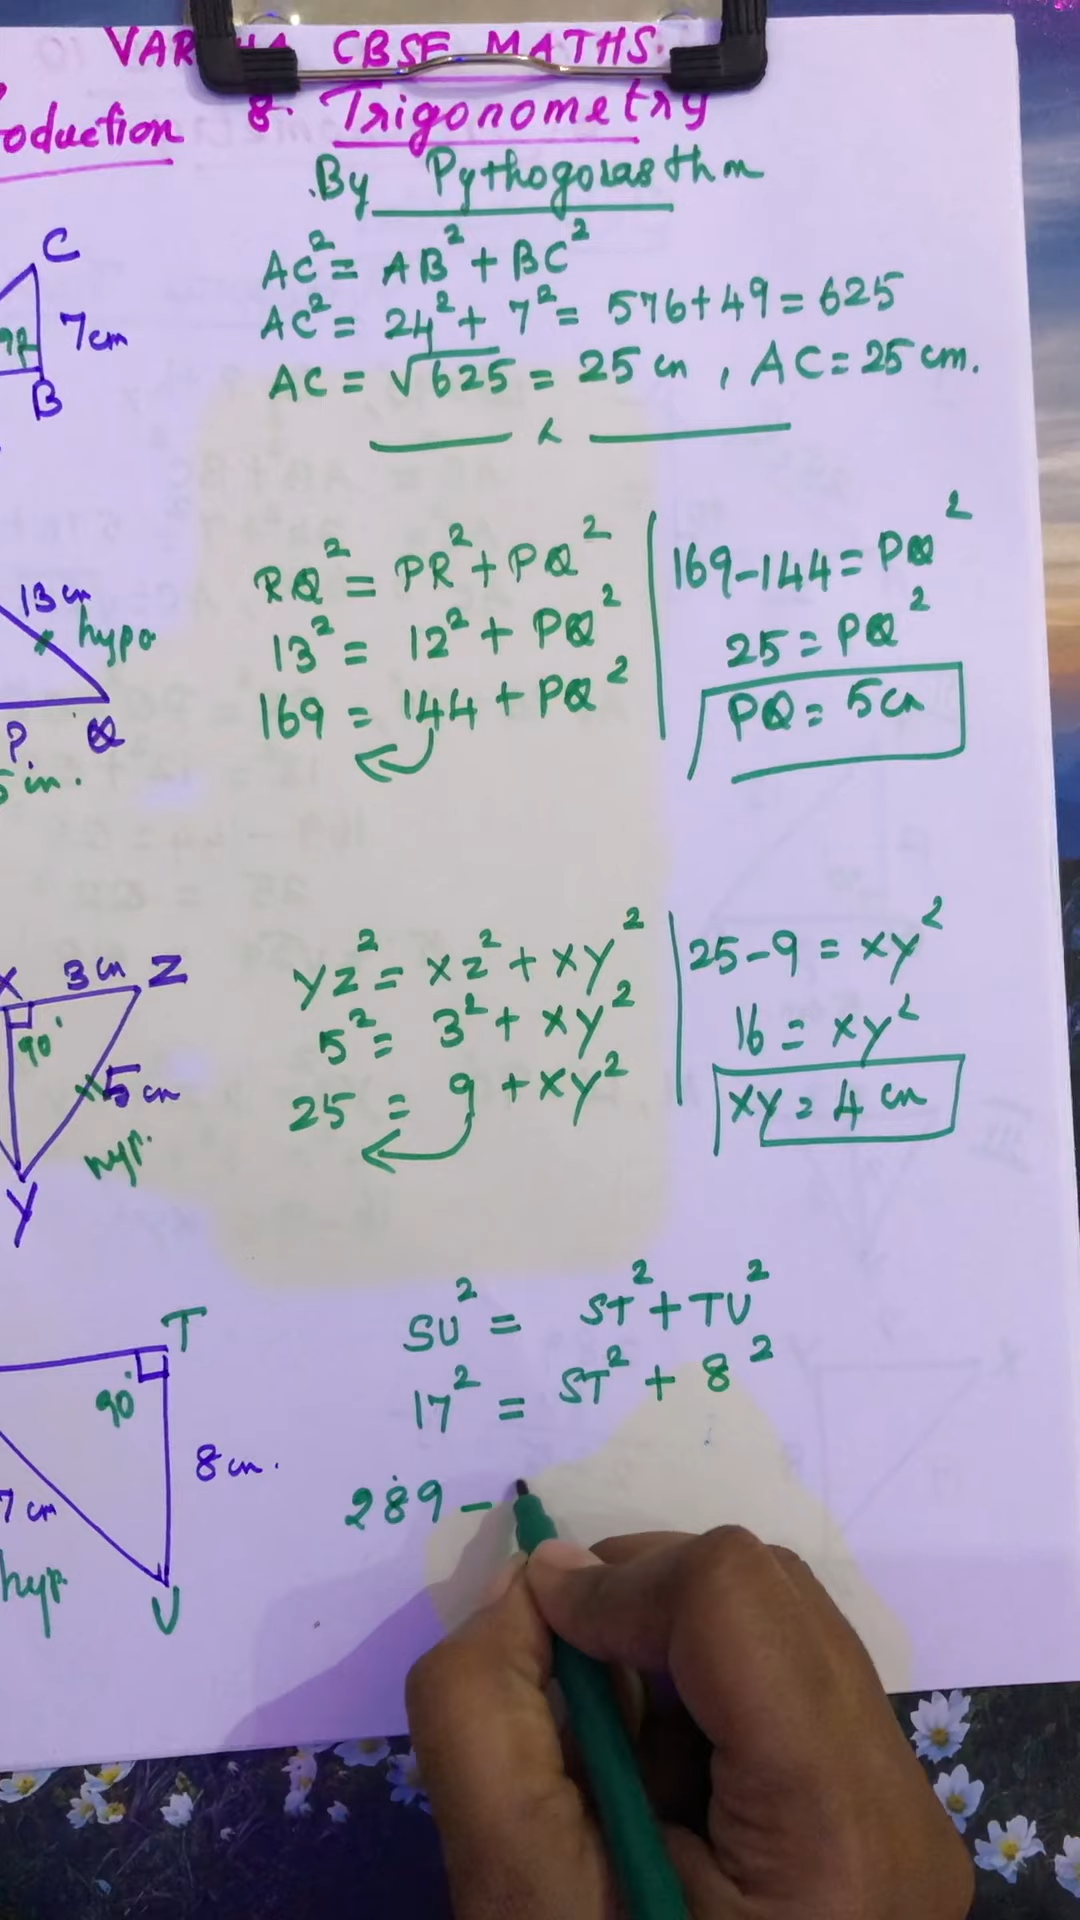 CBSE MATHS.
oduction 8. Trigonometry
By Pythogoras thm
C
7cm
B
AC² = AB² + BC²
AC² = 24² + 7² = 576+49 = 625
AC = √625 = 25 cm , AC = 25 cm.
13 cm
hypo
P Q
RQ² = PR² + PQ²
13² = 12² + PQ²
169 = 144 + PQ²
169-144 = PQ²
25 = PQ²
PQ = 5cm
X 3cm Z
90°
5 cm
hyp.
Y
YZ² = XZ² + XY²
5² = 3² + XY²
25 = 9 + XY²
25-9 = XY²
16 = XY²
XY = 4 cm
T
90°
8cm.
7 cm
hyp.
U
SU² = ST² + TU²
17² = ST² + 8²
289 -